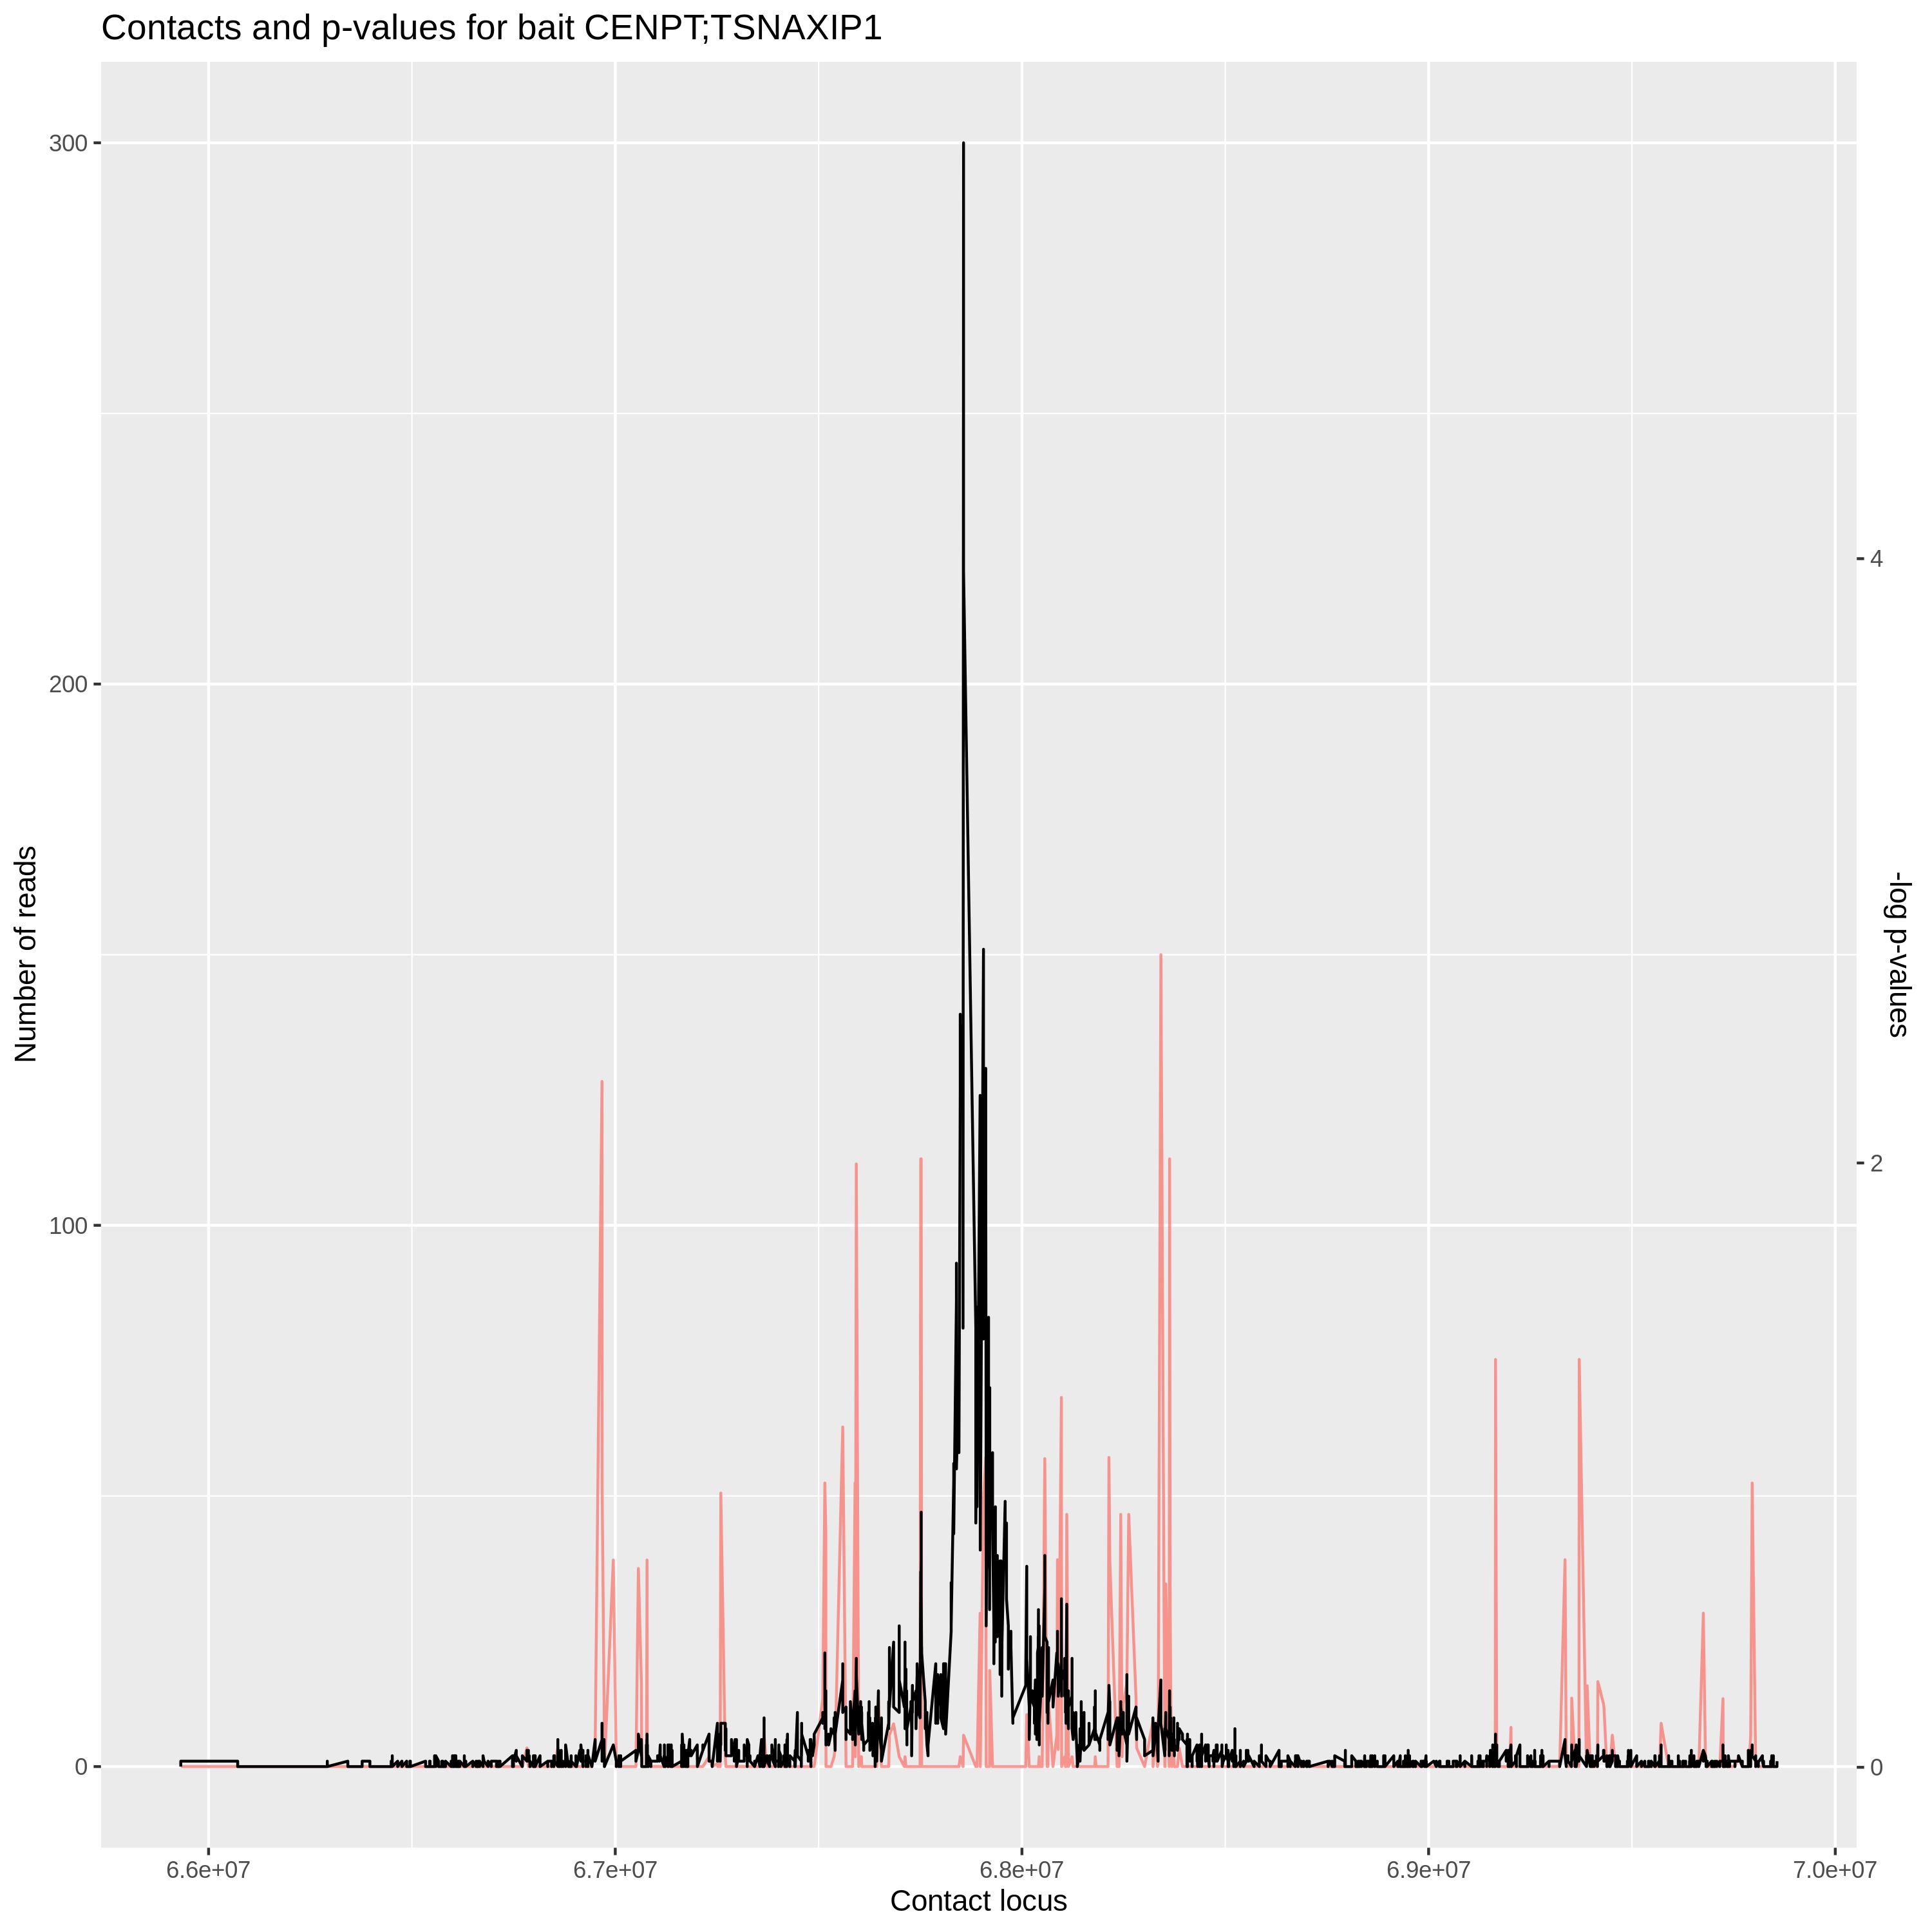 Contacts and p-values for bait CENPT;TSNAXIP1
300
200
100
0
Number of reads
4
2
0
-log p-values
6.6e+07
6.7e+07
6.8e+07
6.9e+07
7.0e+07
Contact locus